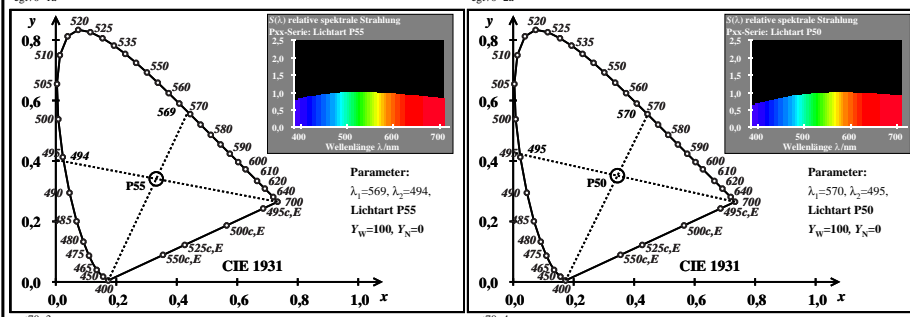 y
0,8
0,6
0,4
0,2
0,0
0,0 0,2 0,4 0,6 0,8 1,0 x
520
525
535
550
560
570
569
580
590
600
610
620
640
700
495c,E
500c,E
525c,E
550c,E
510
505
500
495
494
490
485
480
475
465
450
400
P55
CIE 1931
S(λ) relative spektrale Strahlung
Pxx-Serie: Lichtart P55
2,5
2,0
1,5
1,0
0,5
0,0
400 500 600 700
Wellenlänge λ/nm
Parameter:
λ₁=569, λ₂=494,
Lichtart P55
Y_W=100, Y_N=0
y
0,8
0,6
0,4
0,2
0,0
0,0 0,2 0,4 0,6 0,8 1,0 x
520
525
535
550
560
570
570
580
590
600
610
620
640
700
495c,E
500c,E
525c,E
550c,E
510
505
500
495
495
490
485
480
475
465
450
400
P50
CIE 1931
S(λ) relative spektrale Strahlung
Pxx-Serie: Lichtart P50
2,5
2,0
1,5
1,0
0,5
0,0
400 500 600 700
Wellenlänge λ/nm
Parameter:
λ₁=570, λ₂=495,
Lichtart P50
Y_W=100, Y_N=0